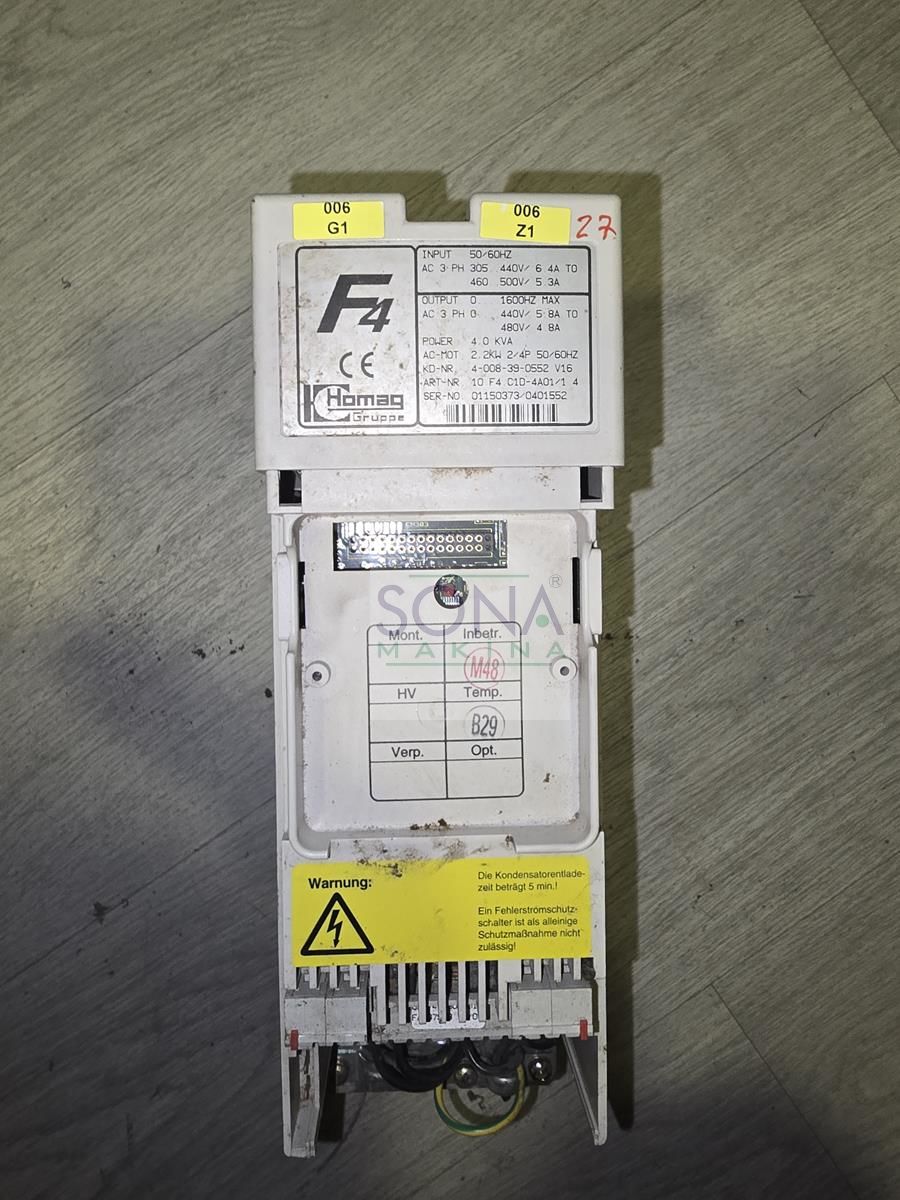 006
G1
006
Z1
27
F4
CE
Homag
Gruppe
INPUT 50/60HZ
AC 3 PH 305 440V/ 6 4A TO
460 500V/ 5 3A
OUTPUT 0 1600HZ MAX
AC 3 PH 0 440V/ 5 8A TO
480V/ 4 8A
POWER 4.0 KVA
AC-MOT 2.2KW 2/4P 50/60HZ
KD-NR. 4-008-39-0552 V16
ART-NR 10 F4 C1D-4A01/1 4
SER-NO. 01150373/0401552
SONA ®
MAKINA
Mont. Inbetr.
M48
HV Temp.
B29
Verp. Opt.
Warnung:
Die Kondensatorentlade-
zeit beträgt 5 min.!
Ein Fehlerströmschutz-
schalter ist als alleinige
Schutzmaßnahme nicht
zulässig!